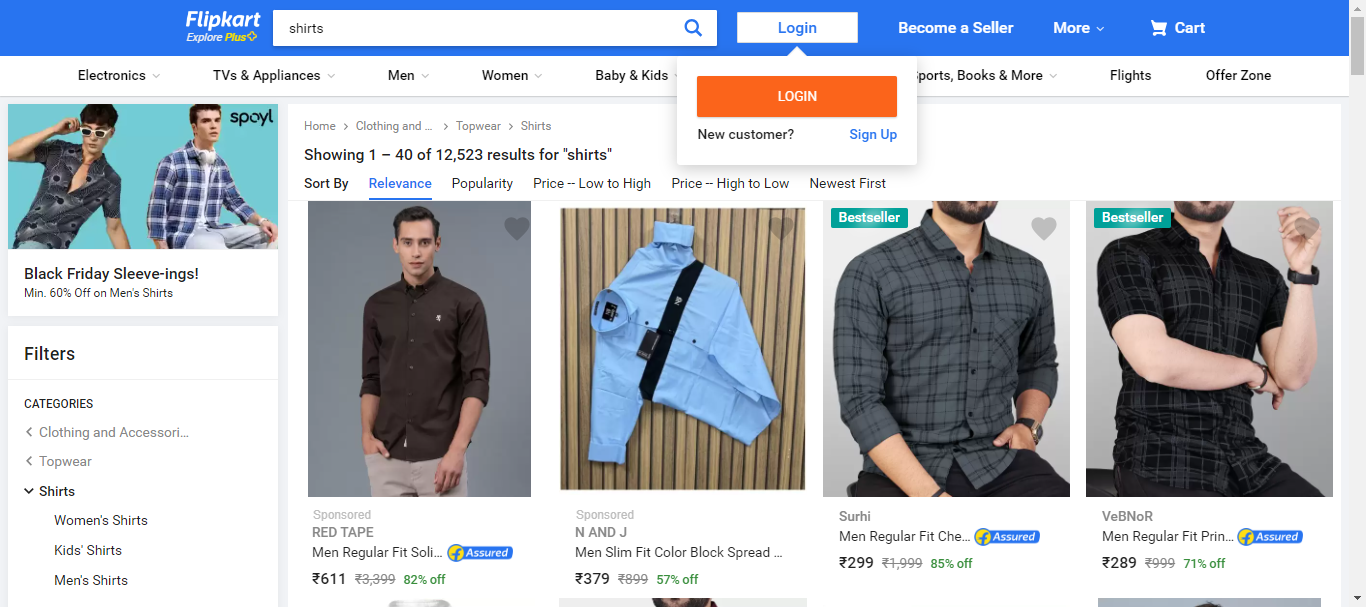 Flipkart
Explore Plus
shirts
Login
Become a Seller
More
Cart
Electronics
TVs & Appliances
Men
Women
Baby & Kids
Sports, Books & More
Flights
Offer Zone
LOGIN
New customer? Sign Up
spoyl
Black Friday Sleeve-ings!
Min. 60% Off on Men's Shirts
Filters
CATEGORIES
Clothing and Accessori...
Topwear
Shirts
Women's Shirts
Kids' Shirts
Men's Shirts
Home > Clothing and ... > Topwear > Shirts
Showing 1 – 40 of 12,523 results for "shirts"
Sort By Relevance Popularity Price -- Low to High Price -- High to Low Newest First
Sponsored
RED TAPE
Men Regular Fit Soli... Assured
₹611 ₹3,399 82% off
Sponsored
N AND J
Men Slim Fit Color Block Spread ...
₹379 ₹899 57% off
Bestseller
Surhi
Men Regular Fit Che... Assured
₹299 ₹1,999 85% off
Bestseller
VeBNoR
Men Regular Fit Prin... Assured
₹289 ₹999 71% off